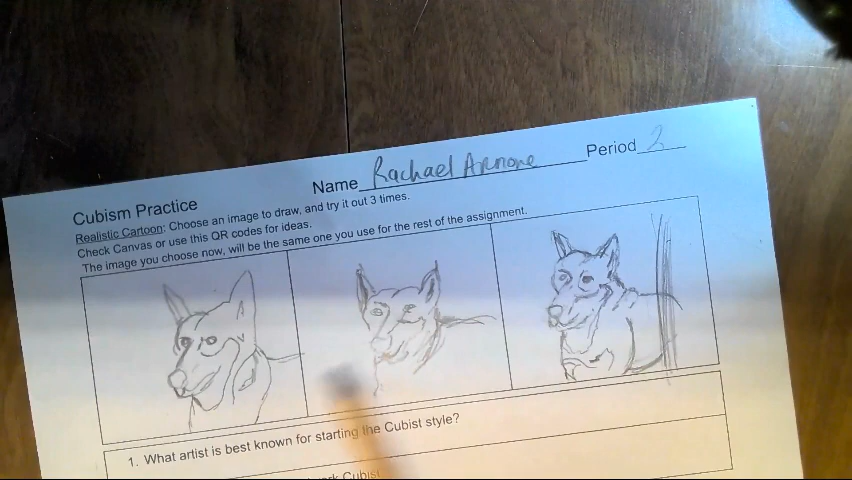 Name Rachael Arnone Period 2
Cubism Practice
Realistic Cartoon: Choose an image to draw, and try it out 3 times.
Check Canvas or use this QR codes for ideas.
The image you choose now, will be the same one you use for the rest of the assignment.
1. What artist is best known for starting the Cubist style?
Cubist